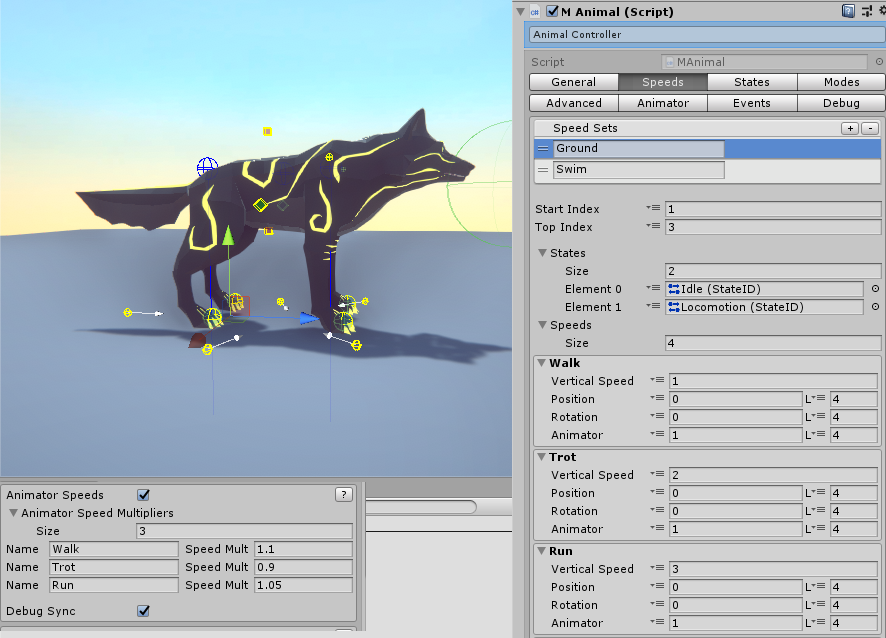 M Animal (Script)
Animal Controller
Script MAnimal
General Speeds States Modes
Advanced Animator Events Debug
Speed Sets + -
Ground
Swim
Start Index 1
Top Index 3
States
Size 2
Element 0 Idle (StateID)
Element 1 Locomotion (StateID)
Speeds
Size 4
Walk
Vertical Speed 1
Position 0 L 4
Rotation 0 L 4
Animator 1 L 4
Trot
Vertical Speed 2
Position 0 L 4
Rotation 0 L 4
Animator 1 L 4
Run
Vertical Speed 3
Position 0 L 4
Rotation 0 L 4
Animator 1 L 4
Animator Speeds ?
Animator Speed Multipliers
Size 3
Name Walk Speed Mult 1.1
Name Trot Speed Mult 0.9
Name Run Speed Mult 1.05
Debug Sync